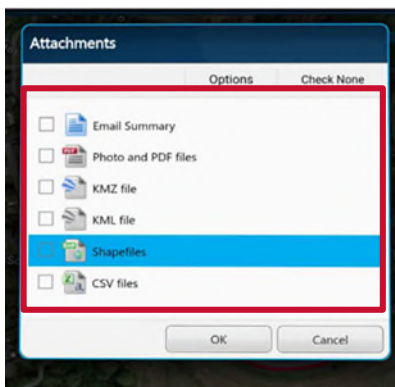 Attachments
Options Check None
Email Summary
Photo and PDF files
KMZ file
KML file
Shapefiles
CSV files
OK Cancel